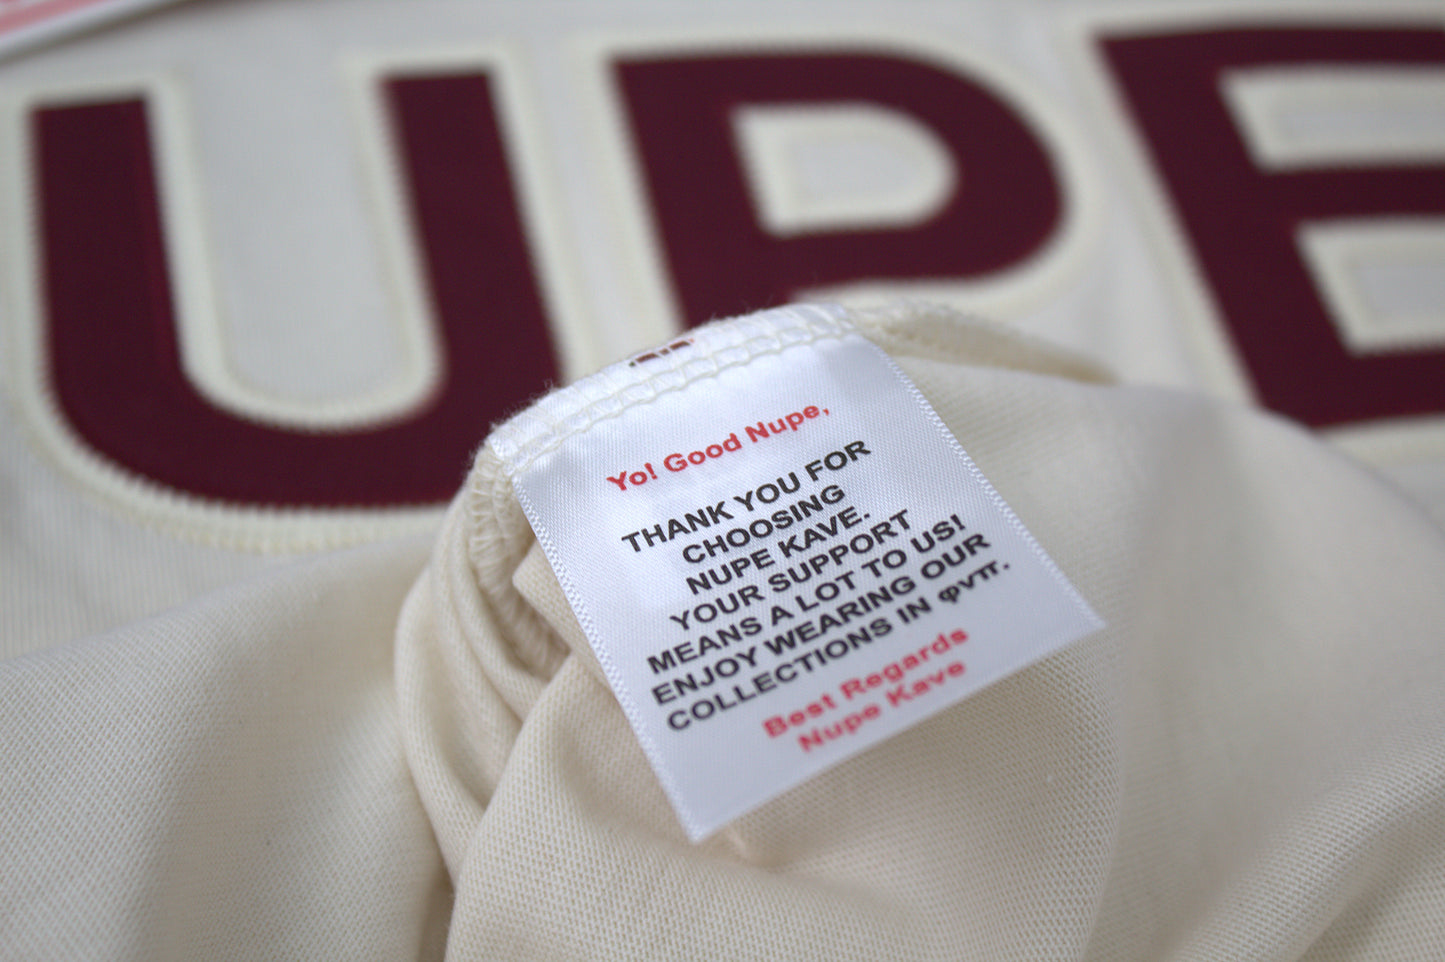 UPE
Yo! Good Nupe,
THANK YOU FOR
CHOOSING
NUPE KAVE.
YOUR SUPPORT
MEANS A LOT TO US!
ENJOY WEARING OUR
COLLECTIONS IN φνπ.
Best Regards
Nupe Kave